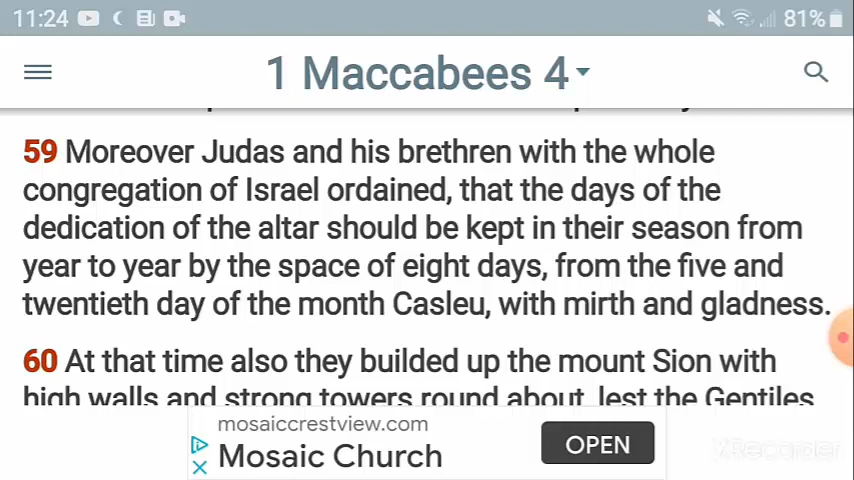 11:24
81%
1 Maccabees 4
59 Moreover Judas and his brethren with the whole
congregation of Israel ordained, that the days of the
dedication of the altar should be kept in their season from
year to year by the space of eight days, from the five and
twentieth day of the month Casleu, with mirth and gladness.
60 At that time also they builded up the mount Sion with
high walls and strong towers round about, lest the Gentiles
mosaiccrestview.com
Mosaic Church
OPEN
XRecorder